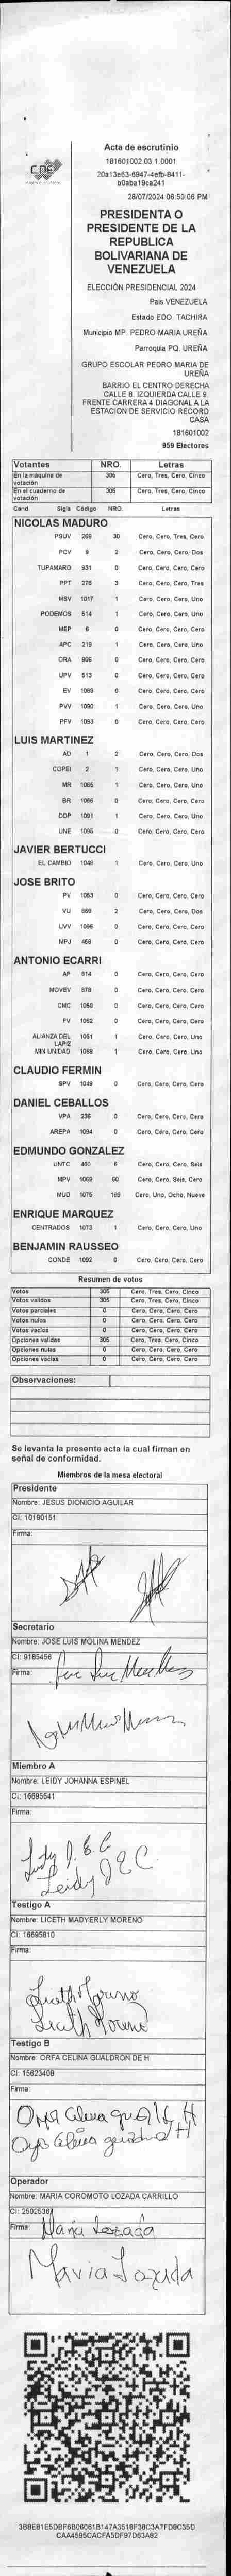 CNE
Acta de escrutinio
181601002.03.1.0001
20a13e63-6947-4efb-8411-
b0aba19ca241
28/07/2024 06:50:06 PM
PRESIDENTA O
PRESIDENTE DE LA
REPUBLICA
BOLIVARIANA DE
VENEZUELA
ELECCIÓN PRESIDENCIAL 2024
País VENEZUELA
Estado EDO. TACHIRA
Municipio MP. PEDRO MARIA UREÑA
Parroquia PQ. UREÑA
GRUPO ESCOLAR PEDRO MARIA DE
UREÑA
BARRIO EL CENTRO DERECHA
CALLE 8. IZQUIERDA CALLE 9.
FRENTE CARRERA 4 DIAGONAL A LA
ESTACION DE SERVICIO RECORD
CASA
181601002
959 Electores
Votantes NRO. Letras
En la máquina de votación 305 Cero, Tres, Cero, Cinco
En el cuaderno de votación 305 Cero, Tres, Cero, Cinco
Cand. Sigla Código NRO. Letras
NICOLAS MADURO
PSUV 268 30 Cero, Cero, Tres, Cero
PCV 9 2 Cero, Cero, Cero, Dos
TUPAMARO 931 0 Cero, Cero, Cero, Cero
PPT 276 3 Cero, Cero, Cero, Tres
MSV 1017 1 Cero, Cero, Cero, Uno
PODEMOS 614 1 Cero, Cero, Cero, Uno
MEP 6 0 Cero, Cero, Cero, Cero
APC 219 1 Cero, Cero, Cero, Uno
ORA 906 0 Cero, Cero, Cero, Cero
UPV 613 0 Cero, Cero, Cero, Cero
EV 1089 0 Cero, Cero, Cero, Cero
PVV 1090 1 Cero, Cero, Cero, Uno
PFV 1093 0 Cero, Cero, Cero, Cero
LUIS MARTINEZ
AD 1 2 Cero, Cero, Cero, Dos
COPEI 2 1 Cero, Cero, Cero, Uno
MR 1065 1 Cero, Cero, Cero, Uno
BR 1066 0 Cero, Cero, Cero, Cero
DDP 1091 1 Cero, Cero, Cero, Uno
UNE 1095 0 Cero, Cero, Cero, Cero
JAVIER BERTUCCI
EL CAMBIO 1040 1 Cero, Cero, Cero, Uno
JOSE BRITO
PV 1053 0 Cero, Cero, Cero, Cero
VU 868 2 Cero, Cero, Cero, Dos
UVV 1096 0 Cero, Cero, Cero, Cero
MPJ 458 0 Cero, Cero, Cero, Cero
ANTONIO ECARRI
AP 914 0 Cero, Cero, Cero, Cero
MOVEV 878 0 Cero, Cero, Cero, Cero
CMC 1050 0 Cero, Cero, Cero, Cero
FV 1062 0 Cero, Cero, Cero, Cero
ALIANZA DEL LAPIZ 1051 1 Cero, Cero, Cero, Uno
MIN UNIDAD 1069 1 Cero, Cero, Cero, Uno
CLAUDIO FERMIN
SPV 1049 0 Cero, Cero, Cero, Cero
DANIEL CEBALLOS
VPA 236 0 Cero, Cero, Cero, Cero
AREPA 1094 0 Cero, Cero, Cero, Cero
EDMUNDO GONZALEZ
UNTC 460 6 Cero, Cero, Cero, Seis
MPV 1069 60 Cero, Cero, Seis, Cero
MUD 1075 189 Cero, Uno, Ocho, Nueve
ENRIQUE MARQUEZ
CENTRADOS 1073 1 Cero, Cero, Cero, Uno
BENJAMIN RAUSSEO
CONDE 1092 0 Cero, Cero, Cero, Cero
Resumen de votos
Votos 305 Cero, Tres, Cero, Cinco
Votos válidos 305 Cero, Tres, Cero, Cinco
Votos parciales 0 Cero, Cero, Cero, Cero
Votos nulos 0 Cero, Cero, Cero, Cero
Votos vacios 0 Cero, Cero, Cero, Cero
Opciones válidas 305 Cero, Tres, Cero, Cinco
Opciones nulas 0 Cero, Cero, Cero, Cero
Opciones vacías 0 Cero, Cero, Cero, Cero
Observaciones:
Se levanta la presente acta la cual firman en
señal de conformidad.
Miembros de la mesa electoral
Presidente
Nombre: JESUS DIONICIO AGUILAR
CI: 10190151
Firma:
Secretario
Nombre: JOSE LUIS MOLINA MENDEZ
CI: 9185456
Firma:
Miembro A
Nombre: LEIDY JOHANNA ESPINEL
CI: 16695541
Firma:
Leidy J E C.
Testigo A
Nombre: LICETH MADYERLY MORENO
CI: 16695810
Firma:
Liceth Moreno
Liceth Moreno
Testigo B
Nombre: ORFA CELINA GUALDRON DE H
CI: 15623408
Firma:
Operador
Nombre: MARIA COROMOTO LOZADA CARRILLO
CI: 25025367
Firma: Maria Lozada
Maria Lozada
3B8E81E5DBF6B06061B147A3518F38C3A7FD8C35D
CAA4595CACFA5DF97D63A82